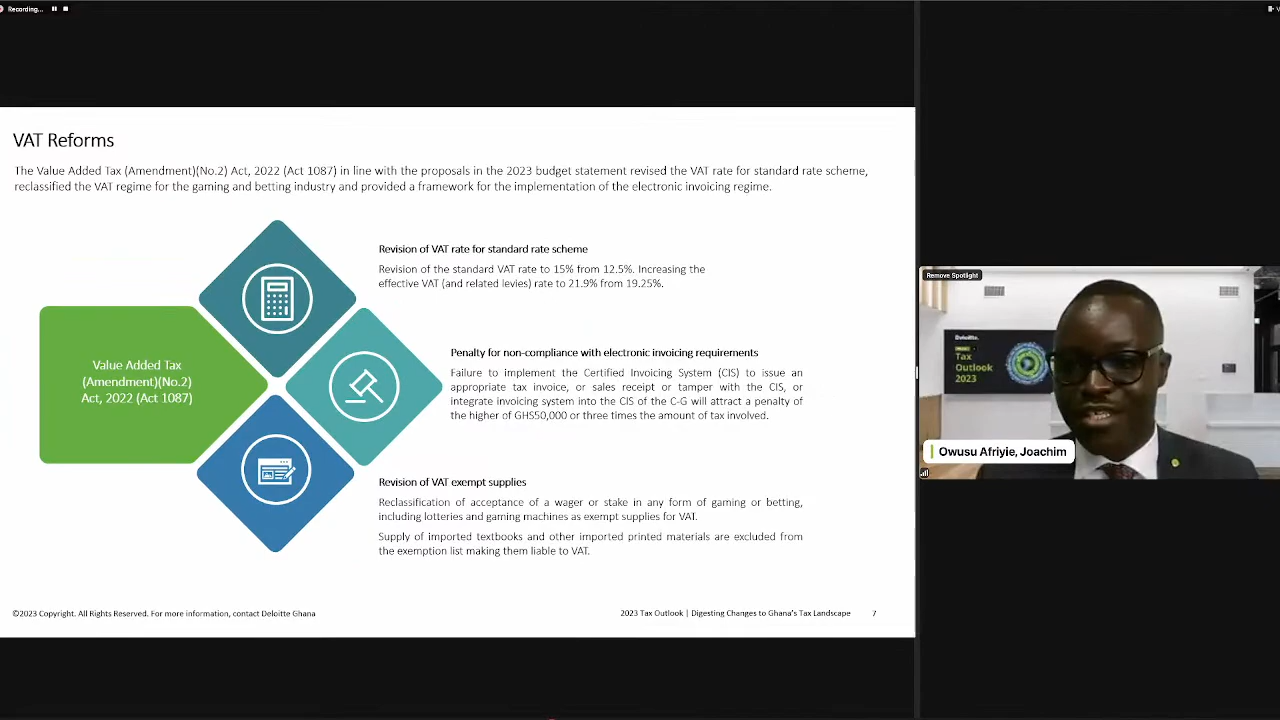 Recording...
VAT Reforms
The Value Added Tax (Amendment)(No.2) Act, 2022 (Act 1087) in line with the proposals in the 2023 budget statement revised the VAT rate for standard rate scheme,
reclassified the VAT regime for the gaming and betting industry and provided a framework for the implementation of the electronic invoicing regime.
Value Added Tax
(Amendment)(No.2)
Act, 2022 (Act 1087)
Revision of VAT rate for standard rate scheme
Revision of the standard VAT rate to 15% from 12.5%. Increasing the
effective VAT (and related levies) rate to 21.9% from 19.25%.
Penalty for non-compliance with electronic invoicing requirements
Failure to implement the Certified Invoicing System (CIS) to issue an
appropriate tax invoice, or sales receipt or tamper with the CIS, or
integrate invoicing system into the CIS of the C-G will attract a penalty of
the higher of GHS50,000 or three times the amount of tax involved.
Revision of VAT exempt supplies
Reclassification of acceptance of a wager or stake in any form of gaming or betting,
including lotteries and gaming machines as exempt supplies for VAT.
Supply of imported textbooks and other imported printed materials are excluded from
the exemption list making them liable to VAT.
©2023 Copyright. All Rights Reserved. For more information, contact Deloitte Ghana
2023 Tax Outlook | Digesting Changes to Ghana's Tax Landscape 7
Remove Spotlight
Deloitte.
Tax
Outlook
2023
Owusu Afriyie, Joachim